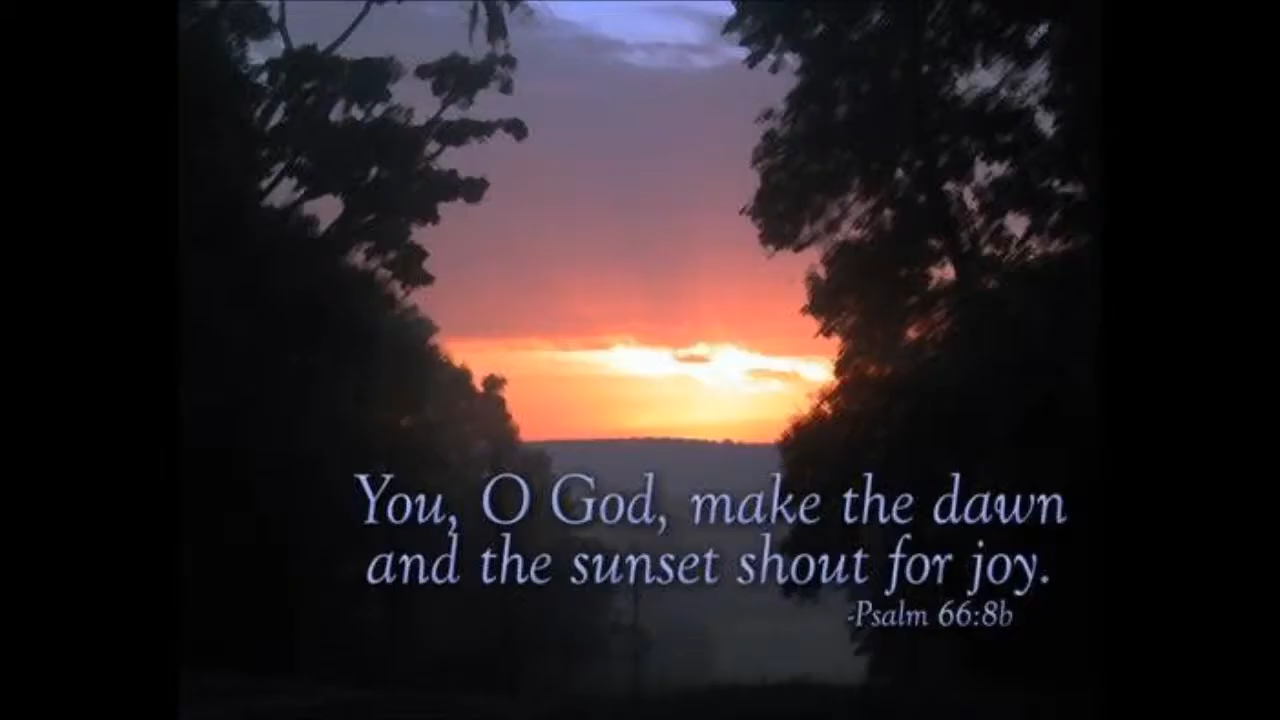 You, O God, make the dawn
and the sunset shout for joy.
-Psalm 66:8b